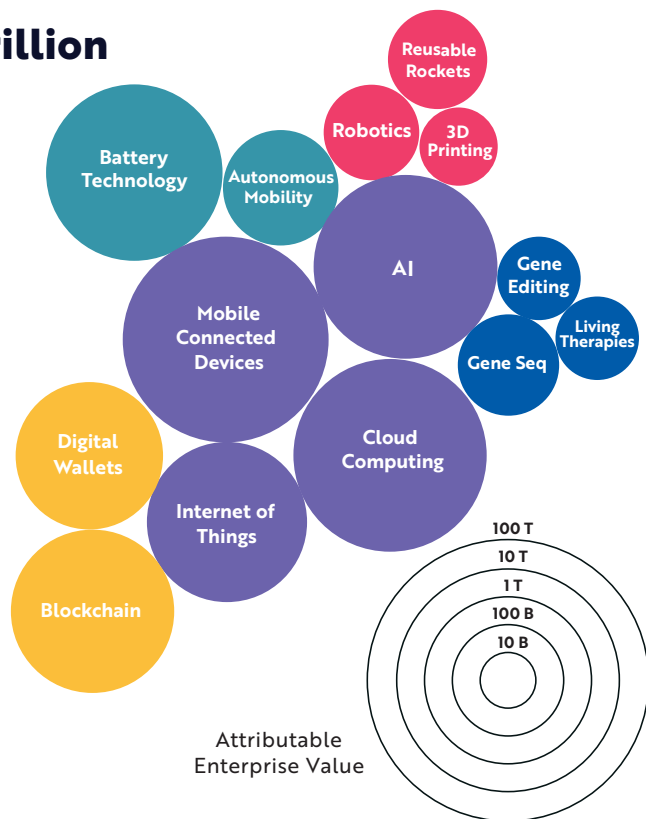 Reusable
Rockets
Robotics
3D
Printing
Battery
Technology
Autonomous
Mobility
AI
Gene
Editing
Mobile
Connected
Devices
Living
Therapies
Gene Seq
Digital
Wallets
Cloud
Computing
Internet of
Things
Blockchain
100 T
10 T
1 T
100 B
10 B
Attributable
Enterprise Value